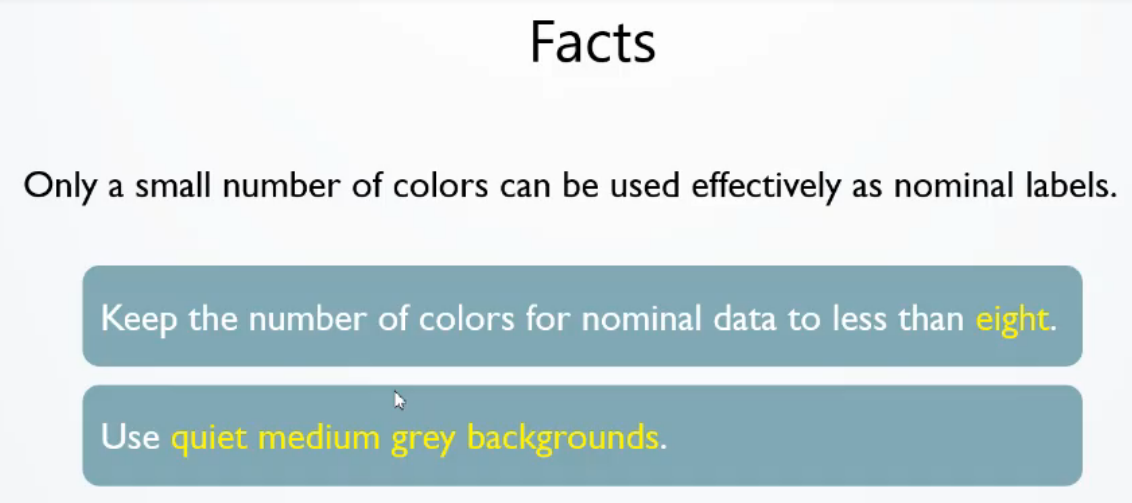 Facts
Only a small number of colors can be used effectively as nominal labels.
Keep the number of colors for nominal data to less than eight.
Use quiet medium grey backgrounds.